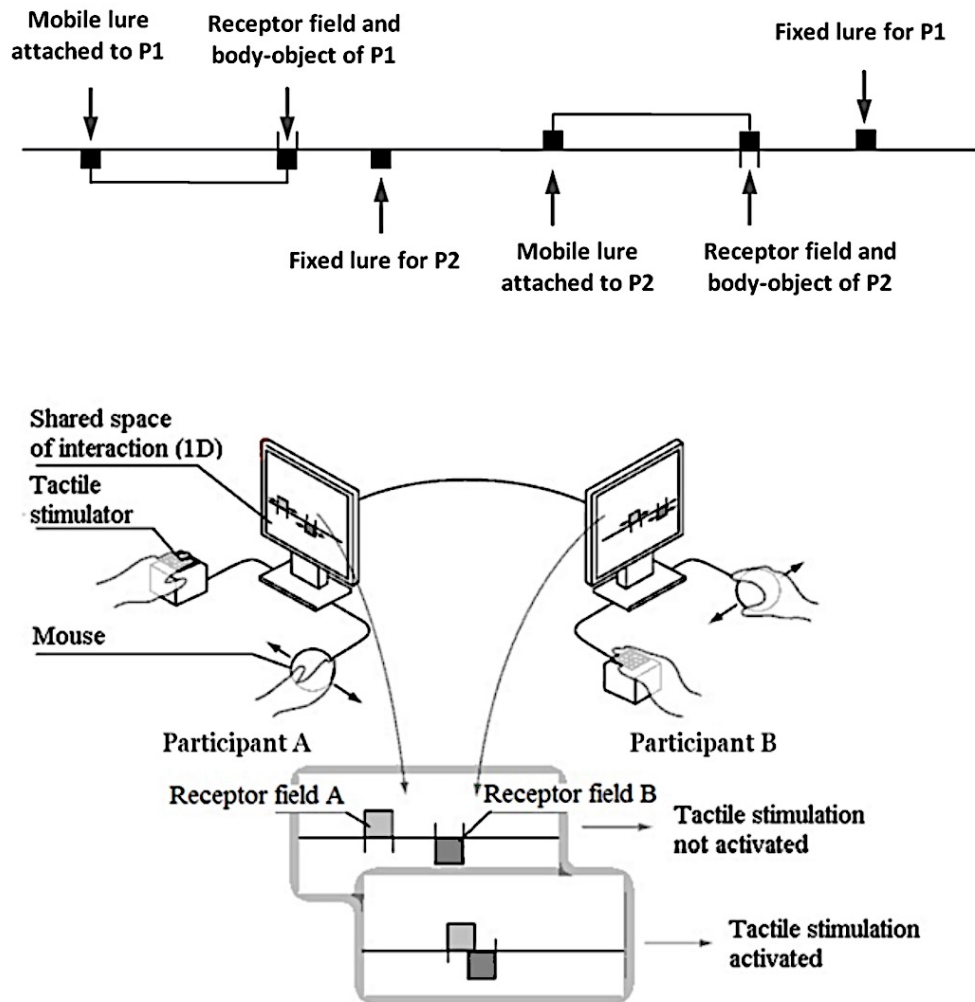 Mobile lure
attached to P1
Receptor field and
body-object of P1
Fixed lure for P1
Fixed lure for P2
Mobile lure
attached to P2
Receptor field and
body-object of P2
Shared space
of interaction (1D)
Tactile
stimulator
Mouse
Participant A
Participant B
Receptor field A
Receptor field B
Tactile stimulation
not activated
Tactile stimulation
activated